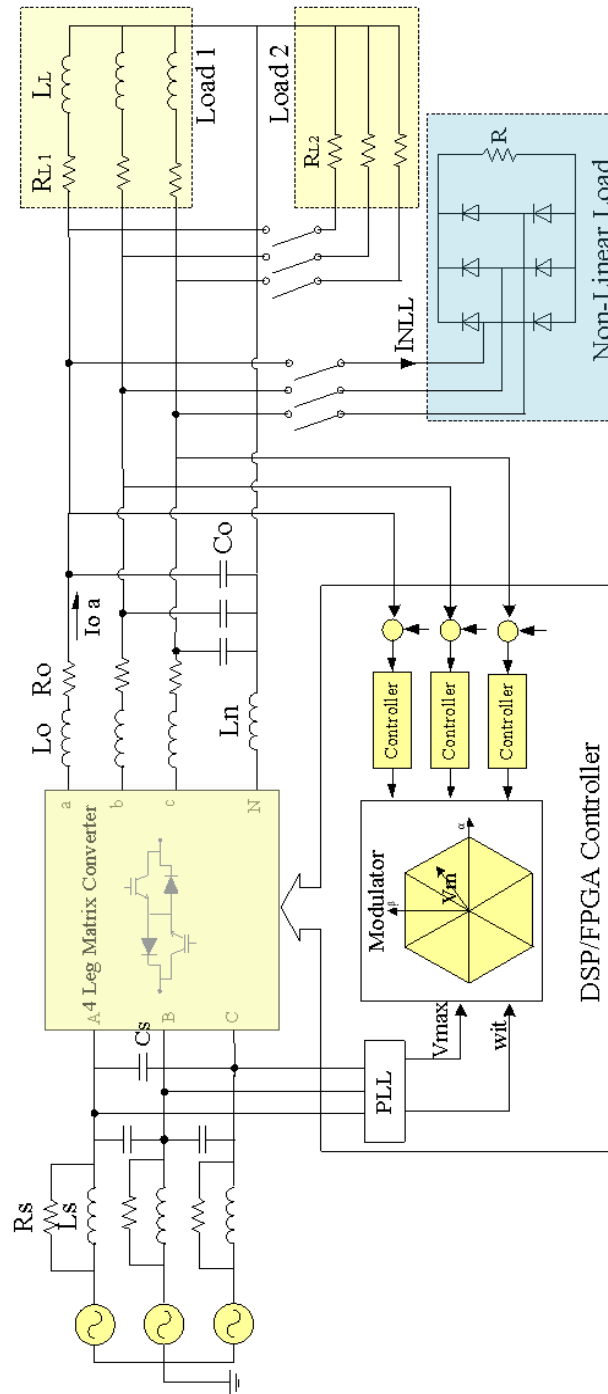 Rs
Ls
Cs
4 Leg Matrix Converter
A
B
C
a
b
c
N
Lo
Ro
Io a
Ln
Co
RL1
LL
Load 1
Load 2
RL2
INLL
R
Non-Linear Load
PLL
Vmax
wit
Modulator
β
α
Vm
Controller
Controller
Controller
DSP/FPGA Controller